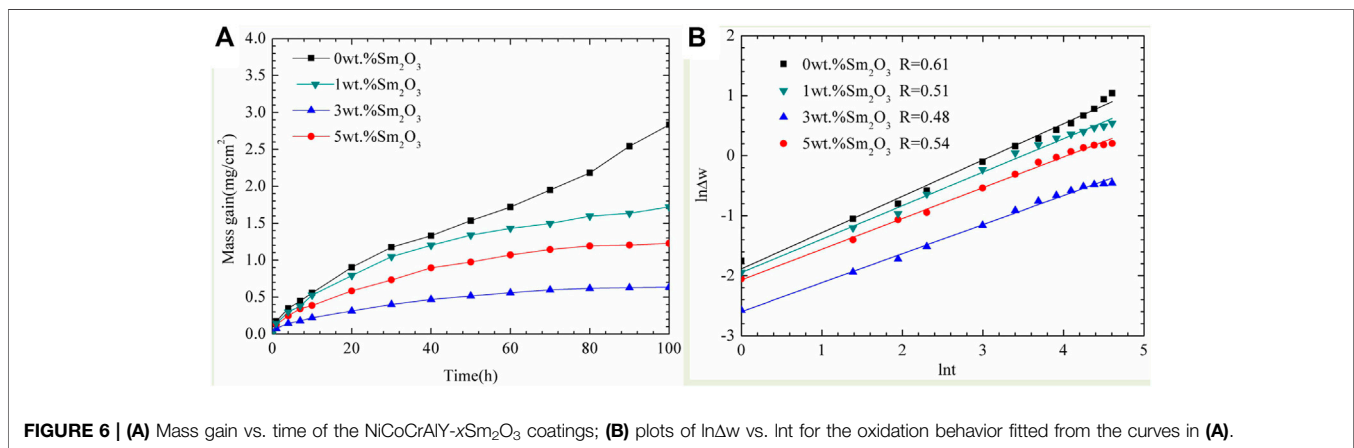 A
4.0
3.5
3.0
2.5
2.0
1.5
1.0
0.5
0.0
Mass gain(mg/cm²)
0wt.%Sm₂O₃
1wt.%Sm₂O₃
3wt.%Sm₂O₃
5wt.%Sm₂O₃
0 20 40 60 80 100
Time(h)
B
2
1
0
-1
-2
-3
lnΔw
0wt.%Sm₂O₃ R=0.61
1wt.%Sm₂O₃ R=0.51
3wt.%Sm₂O₃ R=0.48
5wt.%Sm₂O₃ R=0.54
0 1 2 3 4 5
lnt
FIGURE 6 | (A) Mass gain vs. time of the NiCoCrAlY-xSm₂O₃ coatings; (B) plots of lnΔw vs. lnt for the oxidation behavior fitted from the curves in (A).